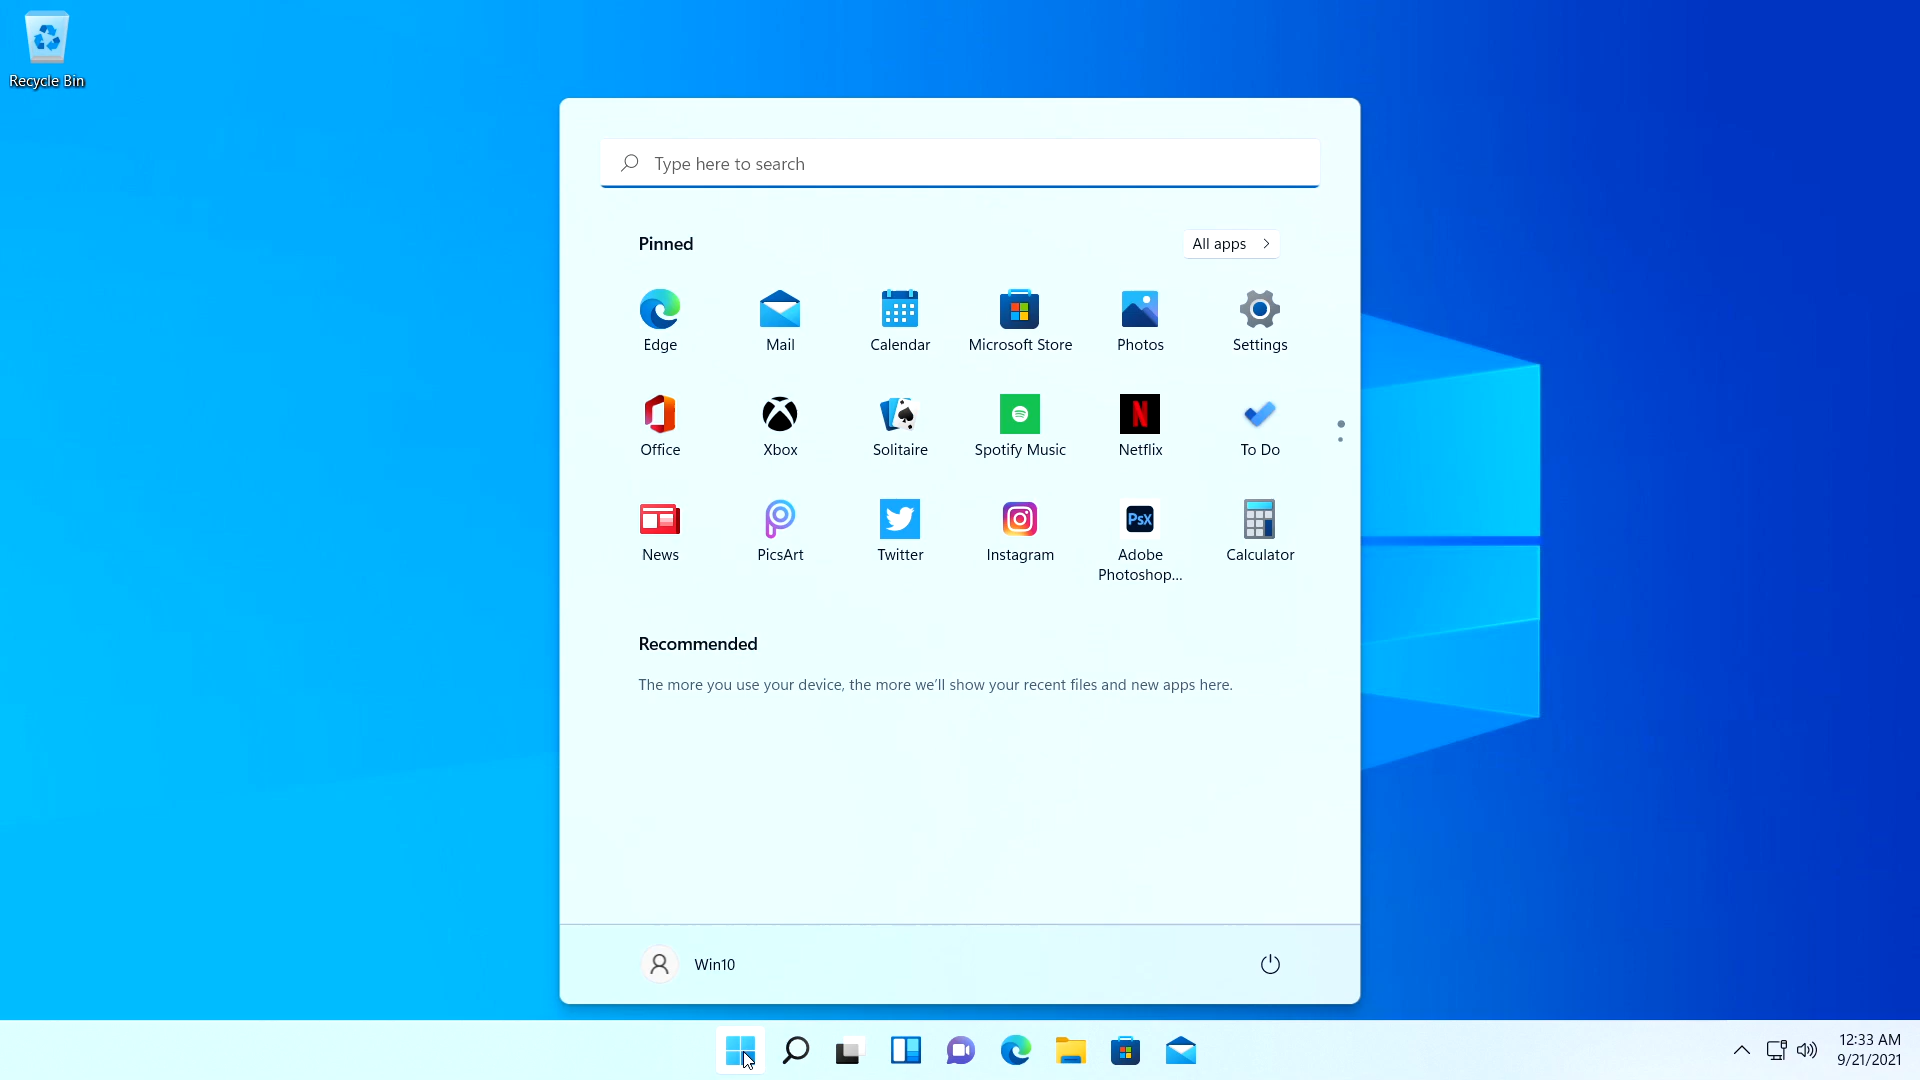 Recycle Bin
Type here to search
Pinned
All apps
Edge
Mail
Calendar
Microsoft Store
Photos
Settings
Office
Xbox
Solitaire
Spotify Music
Netflix
To Do
News
PicsArt
Twitter
Instagram
PsX
Adobe
Photoshop...
Calculator
Recommended
The more you use your device, the more we'll show your recent files and new apps here.
Win10
12:33 AM
9/21/2021